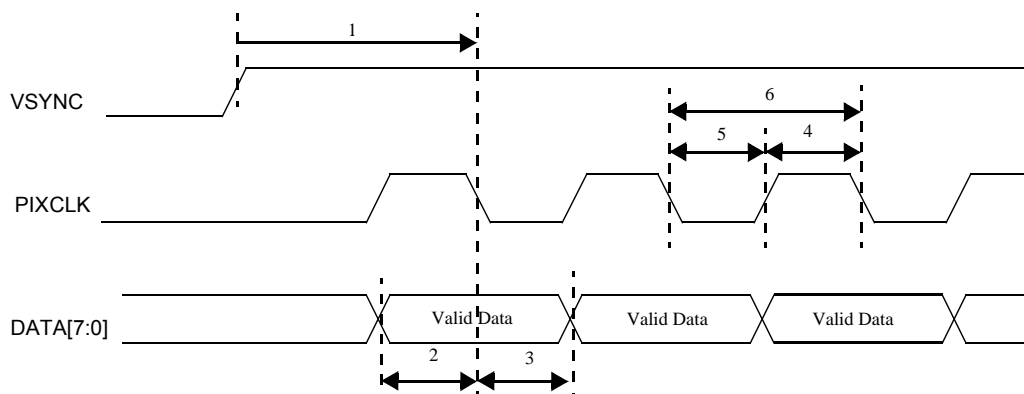 1
VSYNC
6
5 4
PIXCLK
DATA[7:0] Valid Data Valid Data Valid Data
2 3